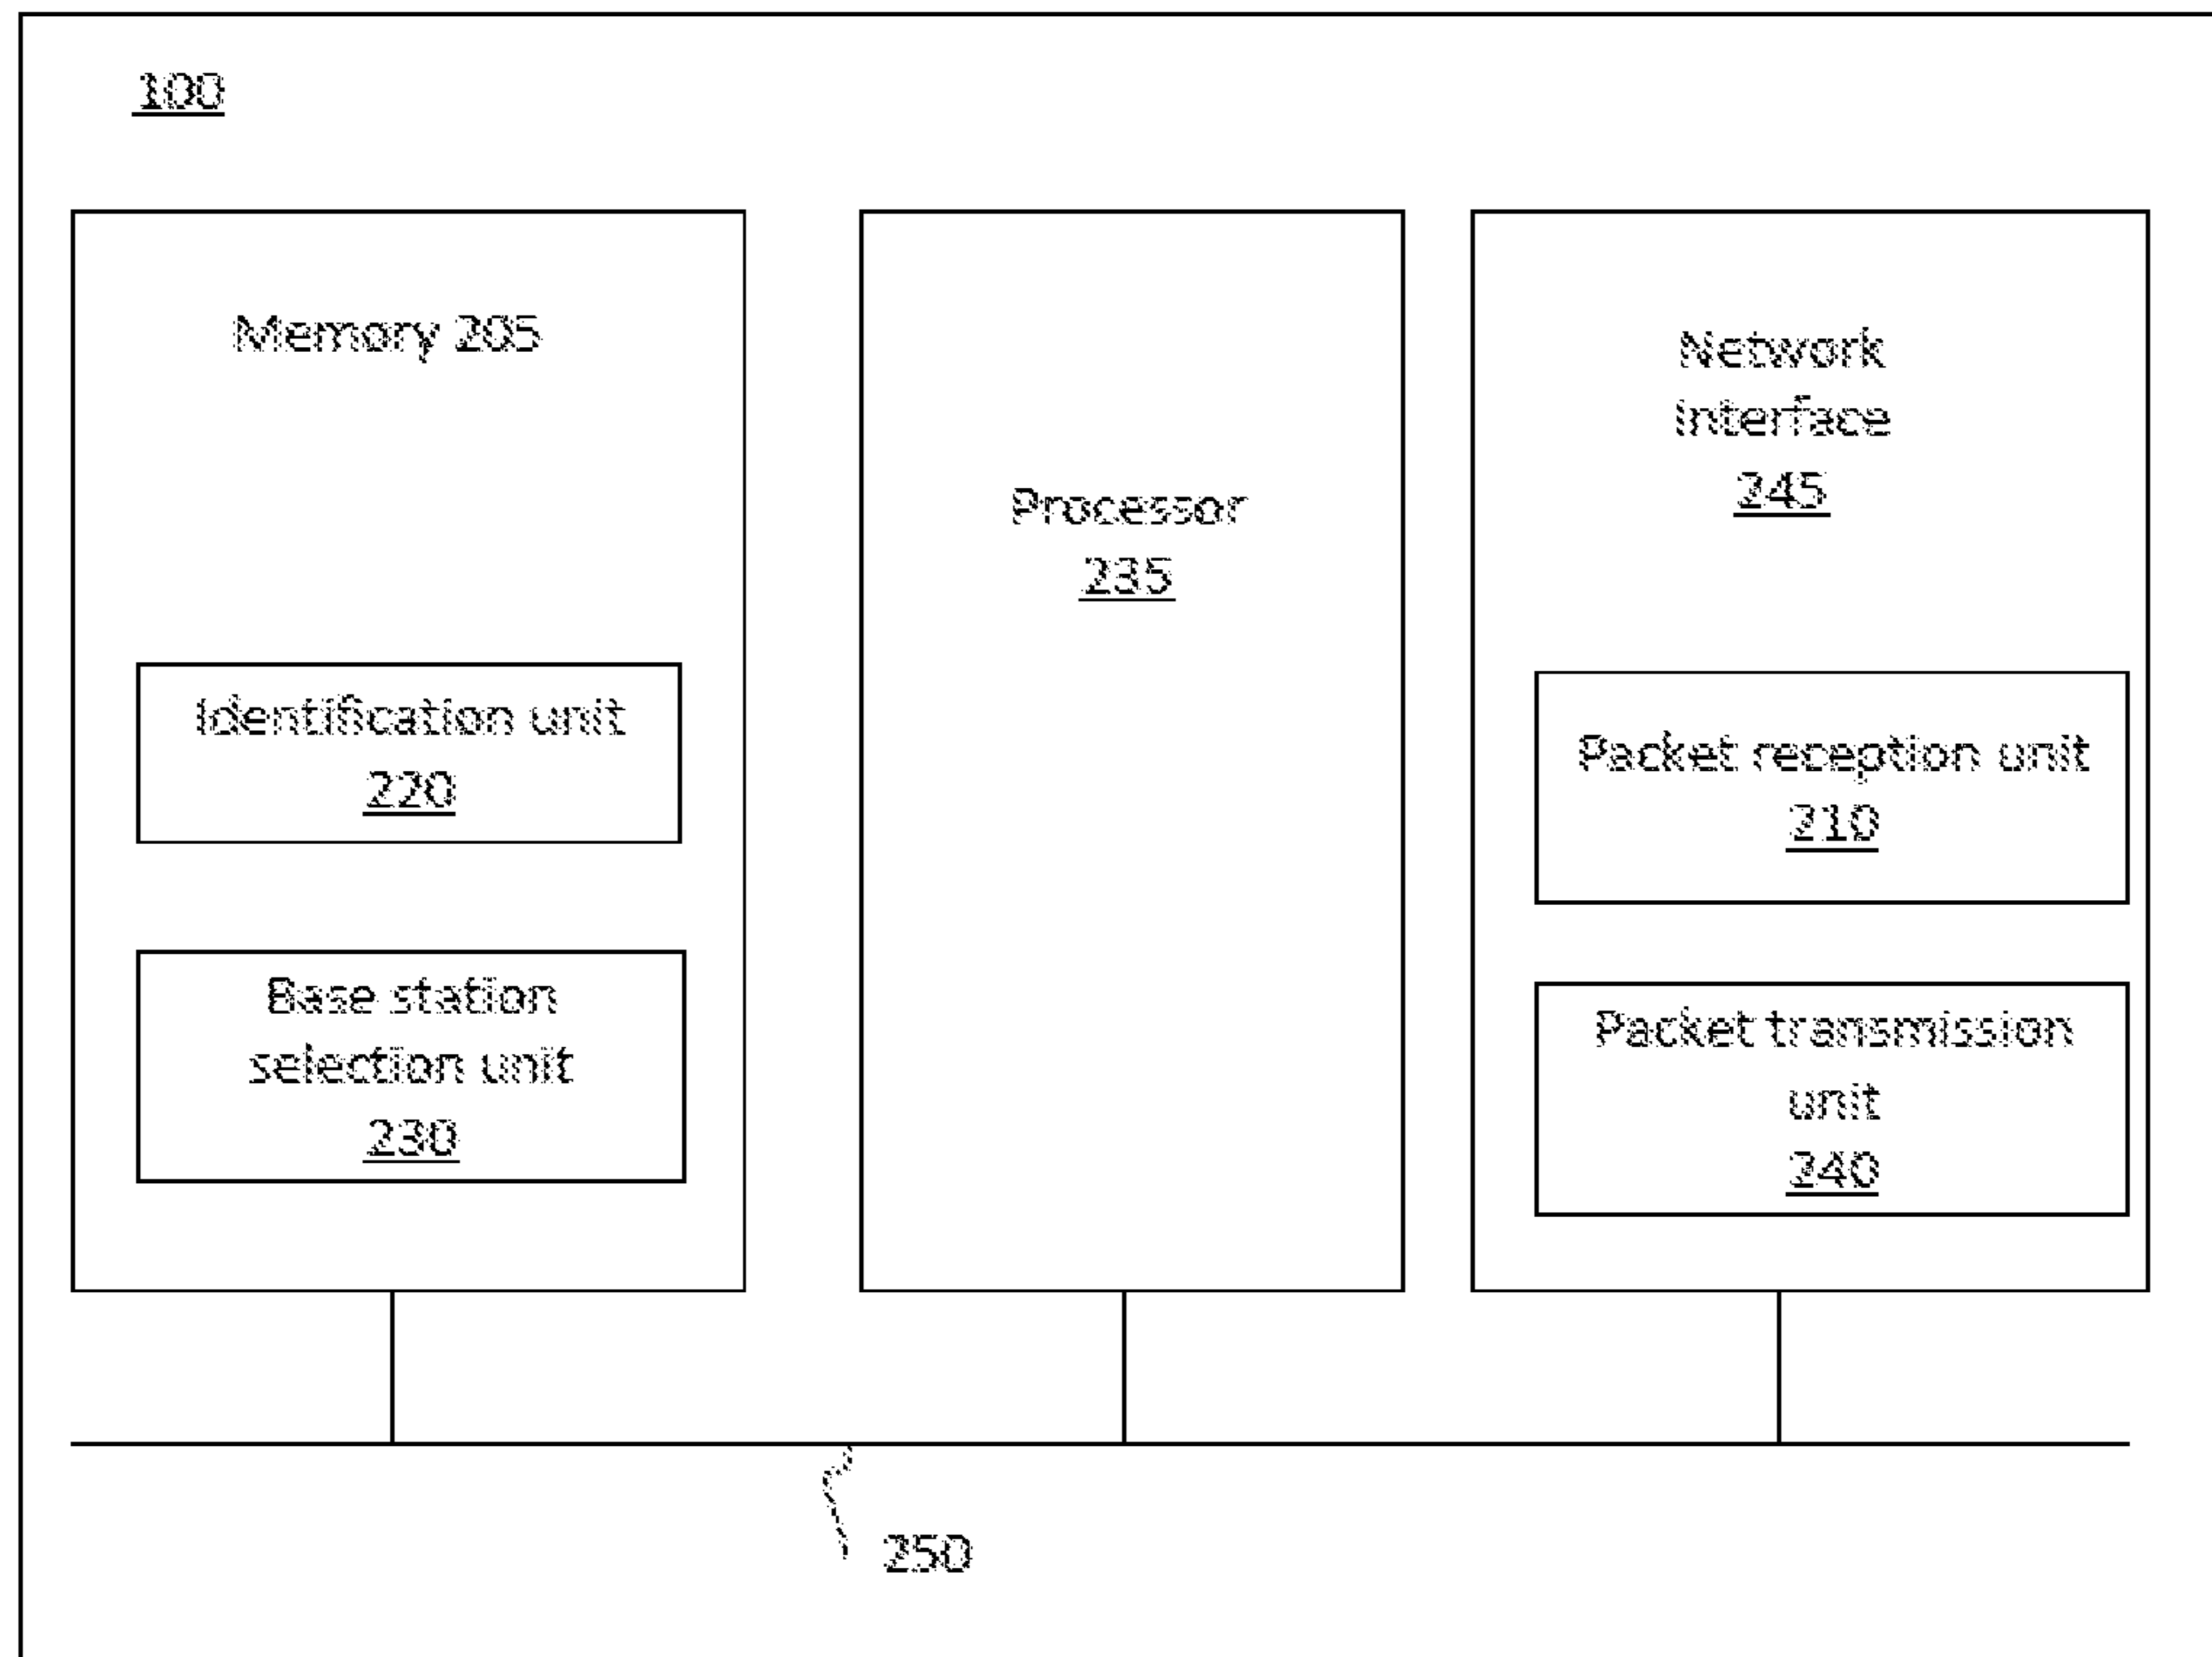 100
Memory 205
Identification unit
220
Base station
selection unit
230
Processor
235
Network
Interface
245
Packet reception unit
210
Packet transmission
unit
240
250